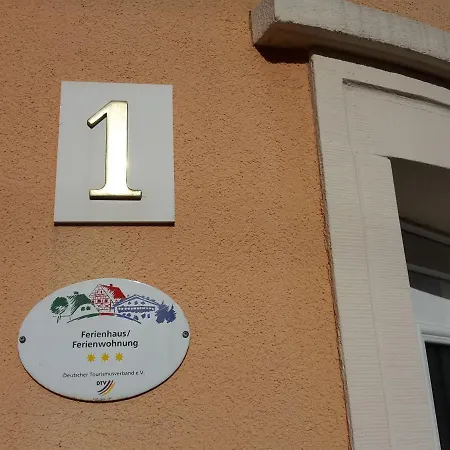 1
Ferienhaus/
Ferienwohnung
Deutscher Tourismusverband e.V.
DTV